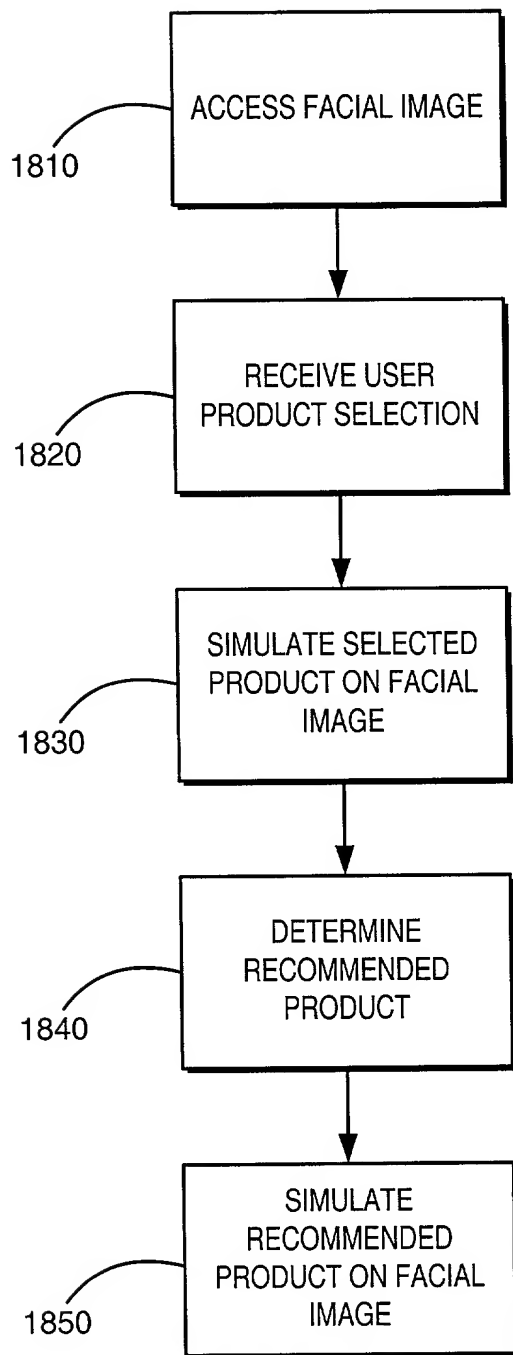 ACCESS FACIAL IMAGE
1810
RECEIVE USER
PRODUCT SELECTION
1820
SIMULATE SELECTED
PRODUCT ON FACIAL
IMAGE
1830
DETERMINE
RECOMMENDED
PRODUCT
1840
SIMULATE
RECOMMENDED
PRODUCT ON FACIAL
IMAGE
1850